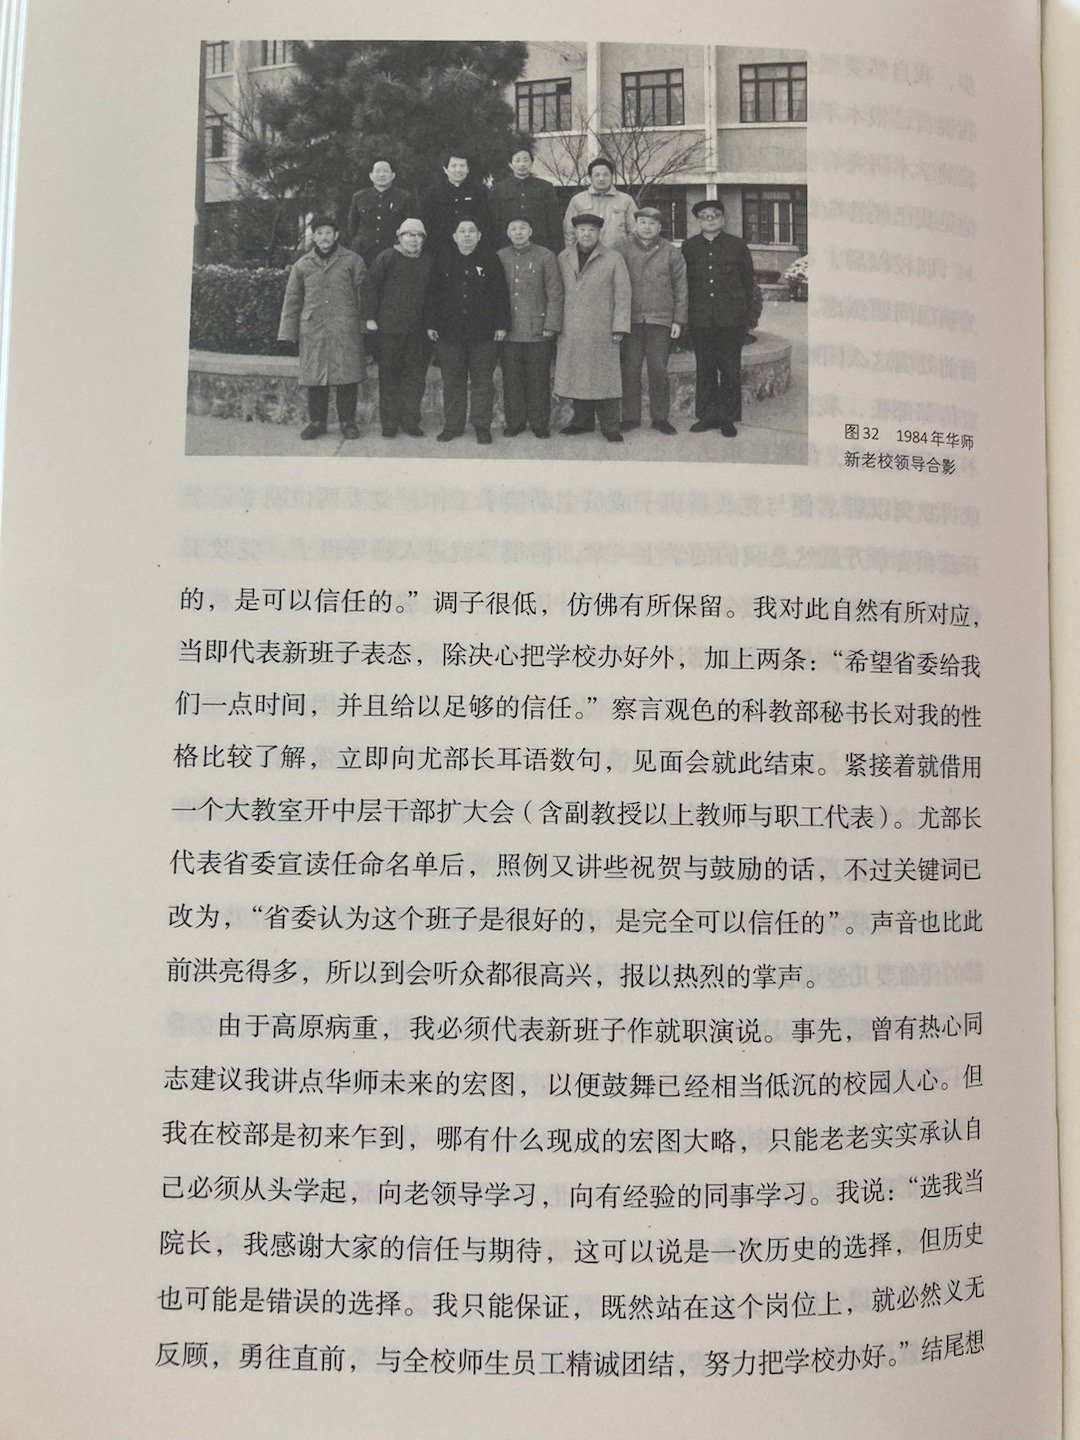 图32 1984年华师
新老校领导合影
的，是可以信任的。”调子很低，仿佛有所保留。我对此自然有所对应，
当即代表新班子表态，除决心把学校办好外，加上两条：“希望省委给我
们一点时间，并且给以足够的信任。”察言观色的科教部秘书长对我的性
格比较了解，立即向尤部长耳语数句，见面会就此结束。紧接着就借用
一个大教室开中层干部扩大会（含副教授以上教师与职工代表）。尤部长
代表省委宣读任命名单后，照例又讲些祝贺与鼓励的话，不过关键词已
改为，“省委认为这个班子是很好的，是完全可以信任的”。声音也比此
前洪亮得多，所以到会听众都很高兴，报以热烈的掌声。
由于高原病重，我必须代表新班子作就职演说。事先，曾有热心同
志建议我讲点华师未来的宏图，以便鼓舞已经相当低沉的校园人心。但
我在校部是初来乍到，哪有什么现成的宏图大略，只能老老实实承认自
己必须从头学起，向老领导学习，向有经验的同事学习。我说：“选我当
院长，我感谢大家的信任与期待，这可以说是一次历史的选择，但历史
也可能是错误的选择。我只能保证，既然站在这个岗位上，就必然义无
反顾，勇往直前，与全校师生员工精诚团结，努力把学校办好。”结尾想